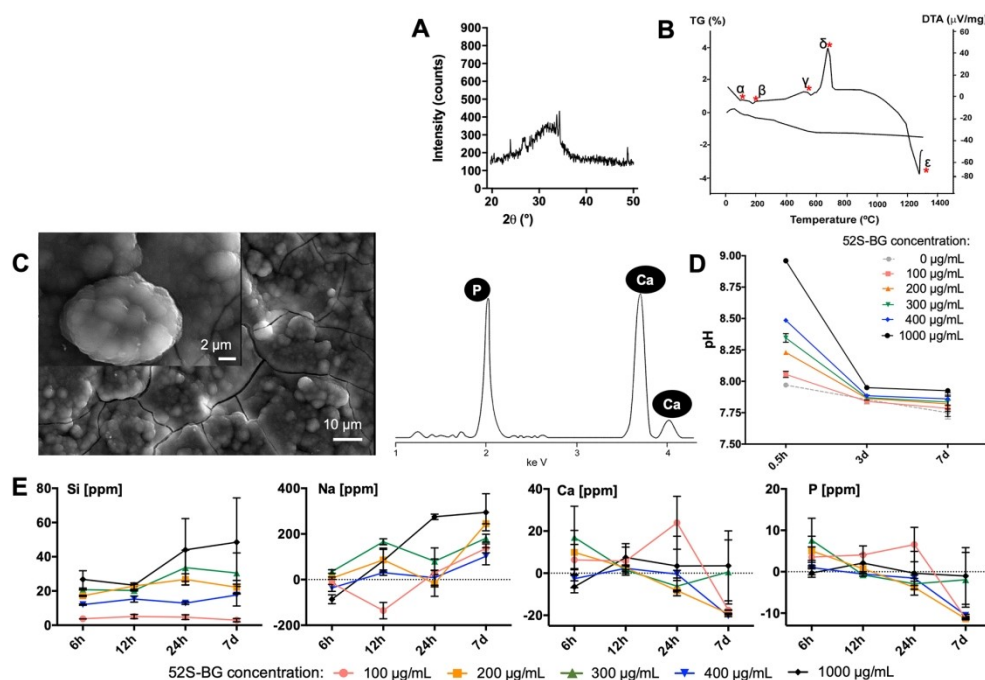 A
Intensity (counts)
900
800
700
600
500
400
300
200
100
0
20 30 40 50
2θ (°)
B
TG (%)
DTA (µV/mg)
4
2
0
-2
-4
60
40
20
0
-20
-40
-60
-80
α * β * γ * δ * ε *
0 200 400 600 800 1000 1200
Temperature (ºC)
C
2 µm
10 µm
P
Ca
Ca
1 2 3 4
ke V
D
52S-BG concentration:
0 µg/mL
100 µg/mL
200 µg/mL
300 µg/mL
400 µg/mL
1000 µg/mL
pH
9.00
8.75
8.50
8.25
8.00
7.75
7.50
0.5h 3d 7d
E
Si [ppm]
80
60
40
20
0
6h 12h 24h 7d
Na [ppm]
400
200
0
-200
6h 12h 24h 7d
Ca [ppm]
40
20
0
-20
6h 12h 24h 7d
P [ppm]
20
10
0
-10
6h 12h 24h 7d
52S-BG concentration: 100 µg/mL 200 µg/mL 300 µg/mL 400 µg/mL 1000 µg/mL